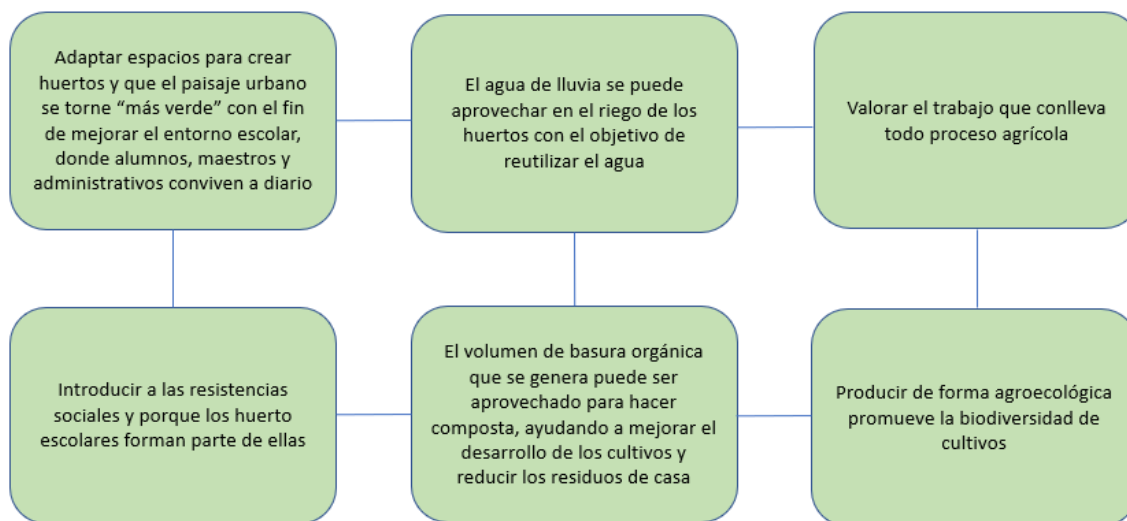 Adaptar espacios para crear
huertos y que el paisaje urbano
se torne “más verde” con el fin
de mejorar el entorno escolar,
donde alumnos, maestros y
administrativos conviven a diario
El agua de lluvia se puede
aprovechar en el riego de los
huertos con el objetivo de
reutilizar el agua
Valorar el trabajo que conlleva
todo proceso agrícola
Introducir a las resistencias
sociales y porque los huerto
escolares forman parte de ellas
El volumen de basura orgánica
que se genera puede ser
aprovechado para hacer
composta, ayudando a mejorar el
desarrollo de los cultivos y
reducir los residuos de casa
Producir de forma agroecológica
promueve la biodiversidad de
cultivos